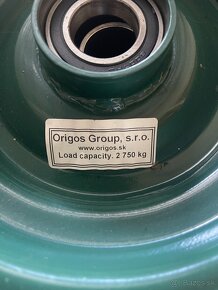 Origos Group, s.r.o.
www.origos.sk
Load capacity. 2 750 kg